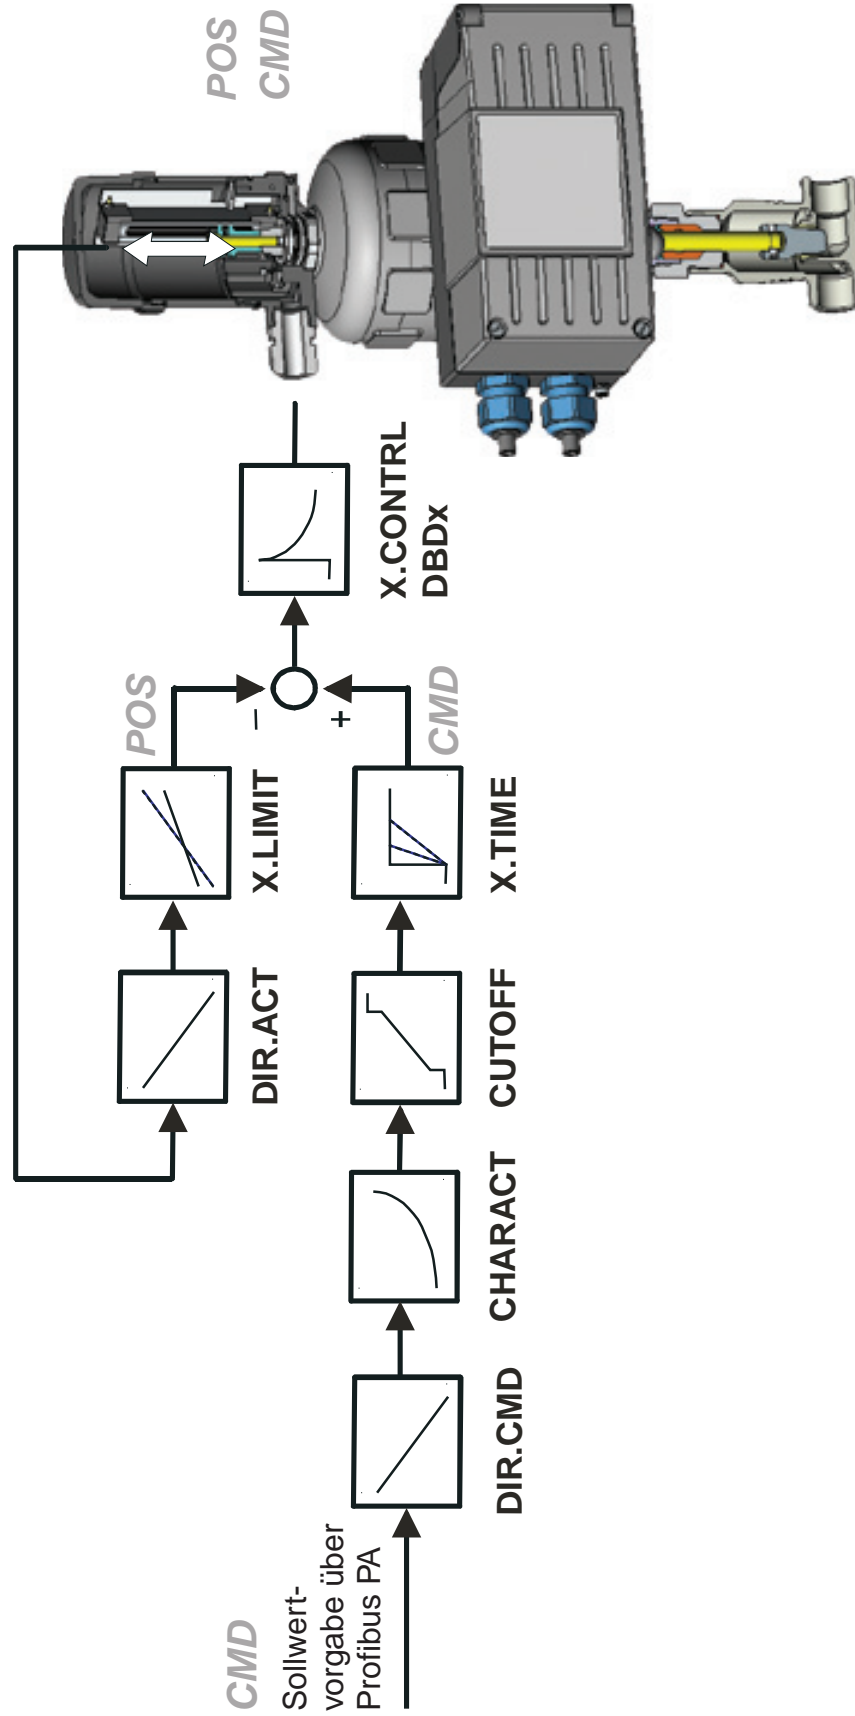 CMD
Sollwert-
vorgabe über
Profibus PA
DIR.CMD
CHARACT
CUTOFF
X.TIME
CMD
DIR.ACT
X.LIMIT
POS
–
+
X.CONTRL
DBDx
POS
CMD